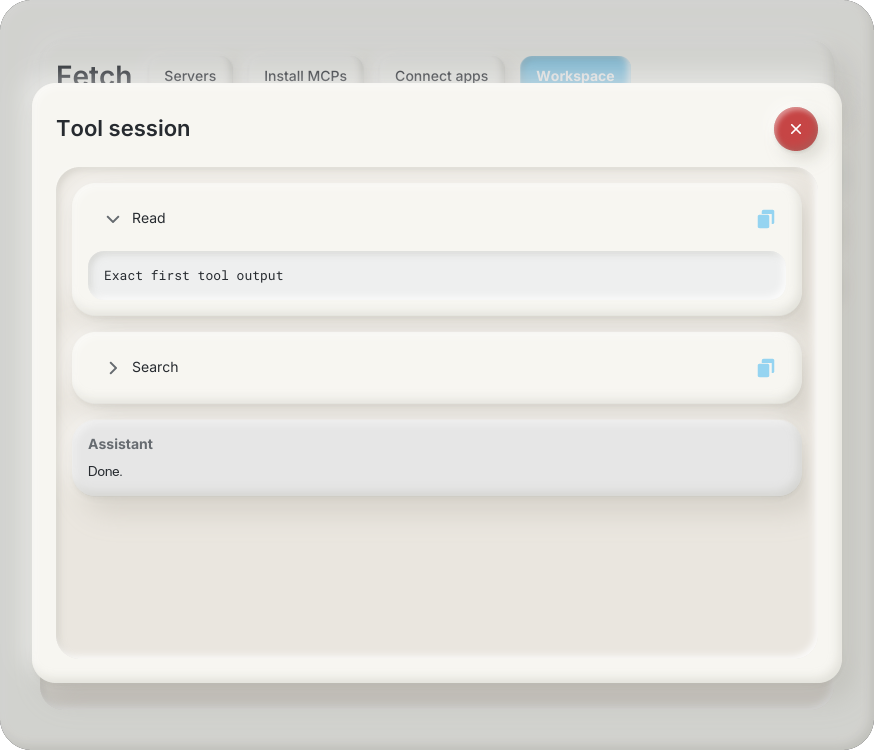 Fetch Servers Install MCPs Connect apps Workspace
Tool session
Read
Exact first tool output
Search
Assistant
Done.